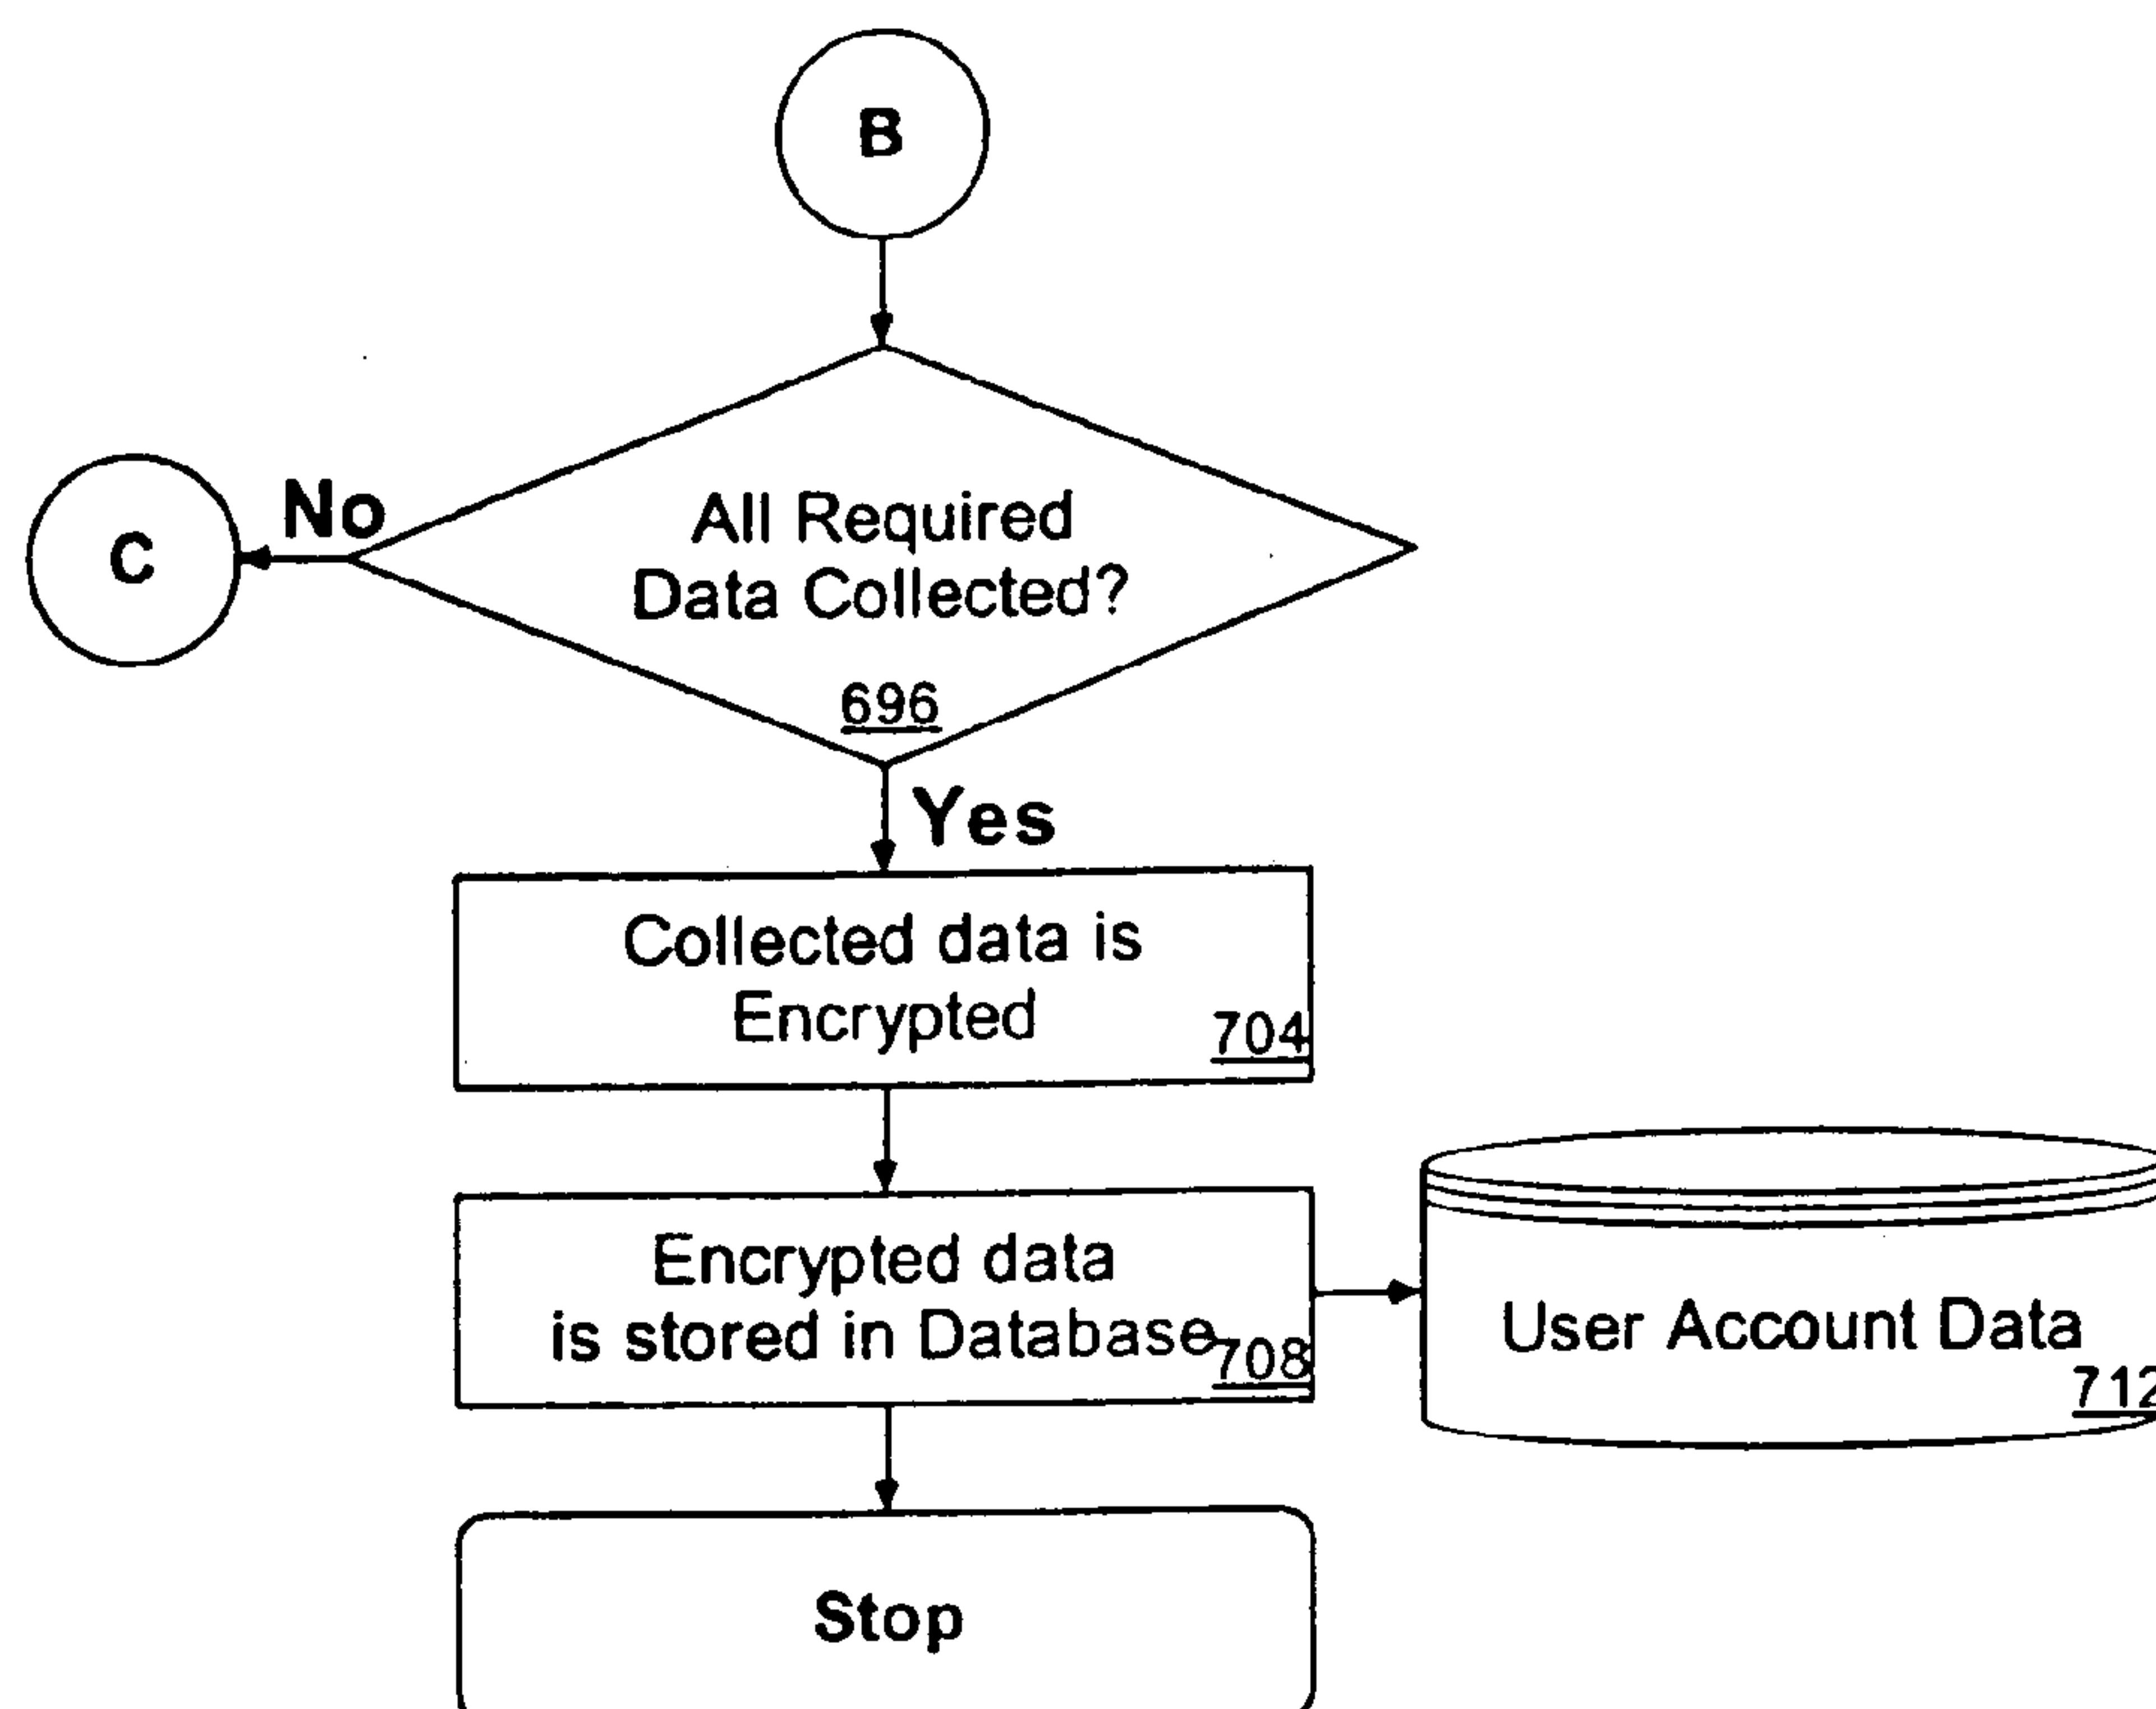 B
No
C
All Required
Data Collected?
696
Yes
Collected data is
Encrypted
704
Encrypted data
is stored in Database
708
User Account Data
712
Stop